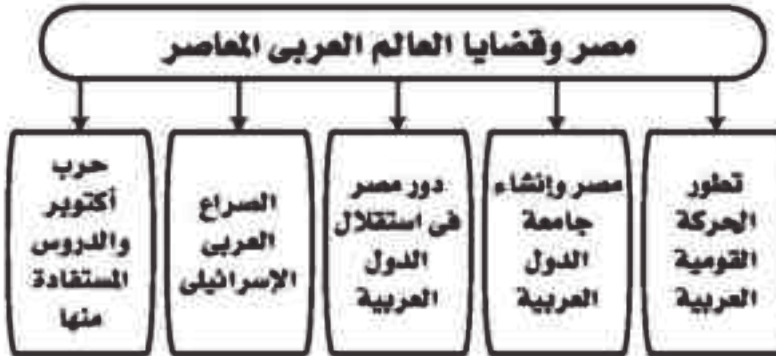 مصر وقضايا العالم العربى المعاصر
تطور
الحركة
القومية
العربية
مصر وإنشاء
جامعة
الدول
العربية
دور مصر
فى استقلال
الدول
العربية
الصراع
العربى
الإسرائيلى
حرب
أكتوبر
والدروس
المستفادة
منها